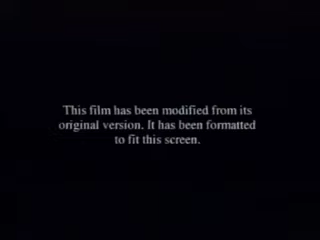 This film has been modified from its
original version. It has been formatted
to fit this screen.